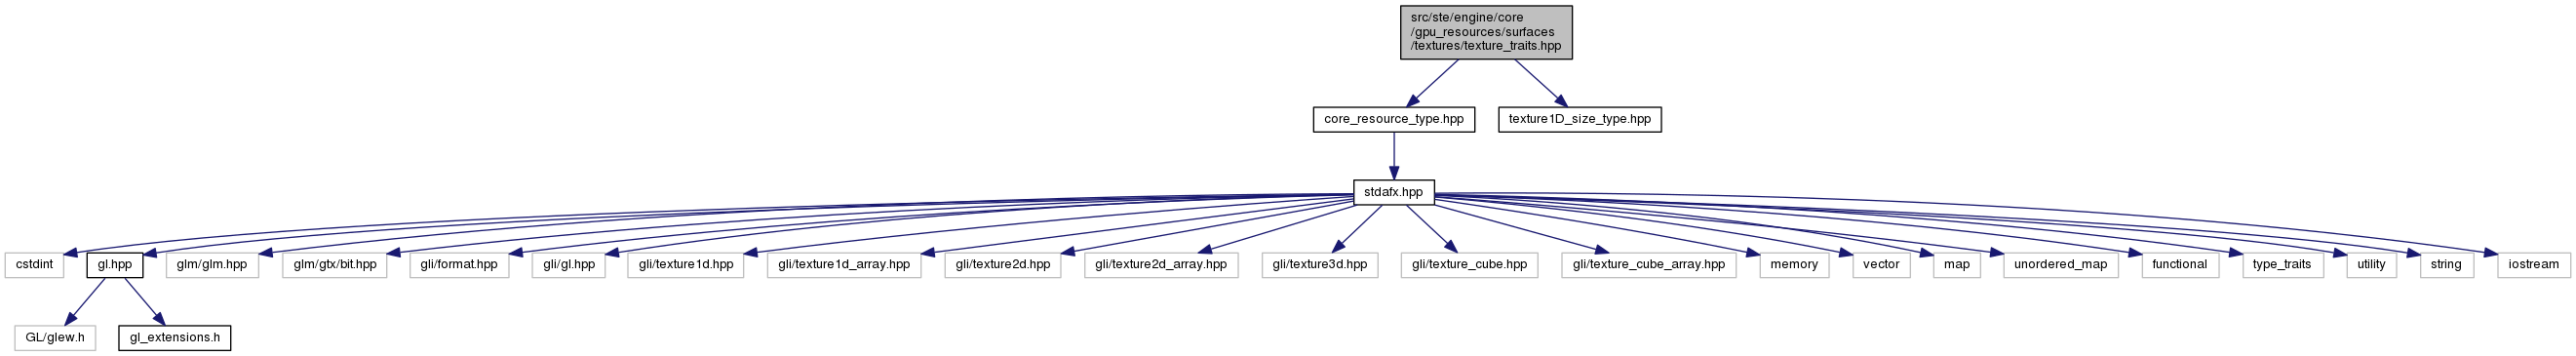 src/ste/engine/core
/gpu_resources/surfaces
/textures/texture_traits.hpp
core_resource_type.hpp
texture1D_size_type.hpp
stdafx.hpp
cstdint
gl.hpp
glm/glm.hpp
glm/gtx/bit.hpp
gli/format.hpp
gli/gl.hpp
gli/texture1d.hpp
gli/texture1d_array.hpp
gli/texture2d.hpp
gli/texture2d_array.hpp
gli/texture3d.hpp
gli/texture_cube.hpp
gli/texture_cube_array.hpp
memory
vector
map
unordered_map
functional
type_traits
utility
string
iostream
GL/glew.h
gl_extensions.h